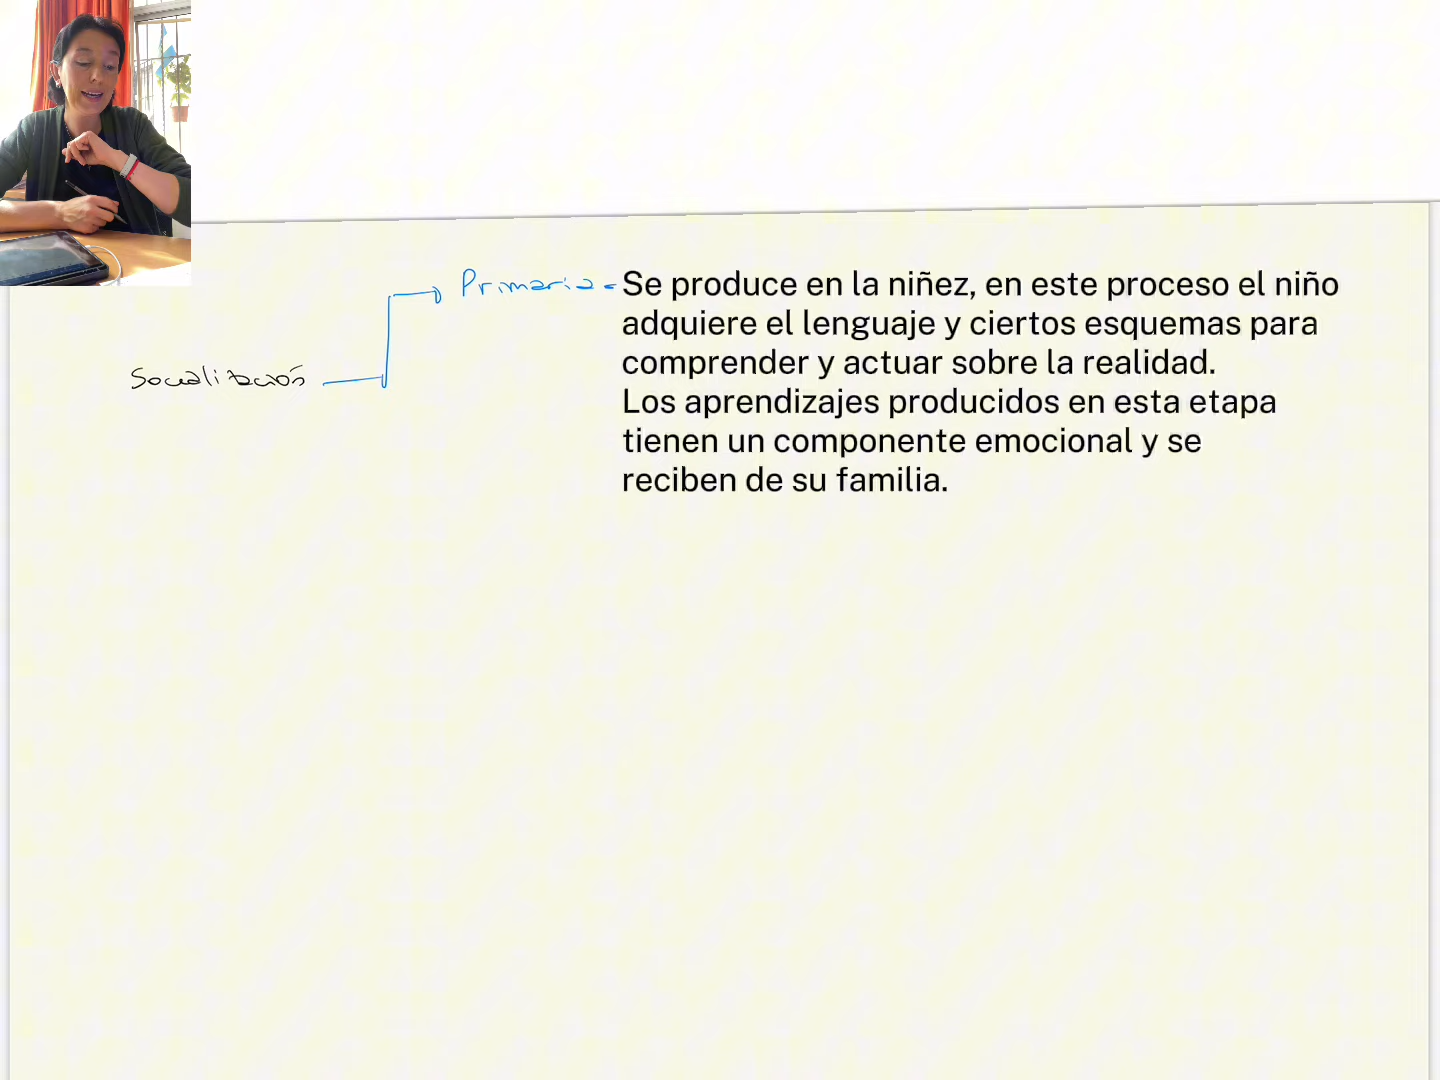 Primaria - Se produce en la niñez, en este proceso el niño
adquiere el lenguaje y ciertos esquemas para
comprender y actuar sobre la realidad.
Socialización
Los aprendizajes producidos en esta etapa
tienen un componente emocional y se
reciben de su familia.